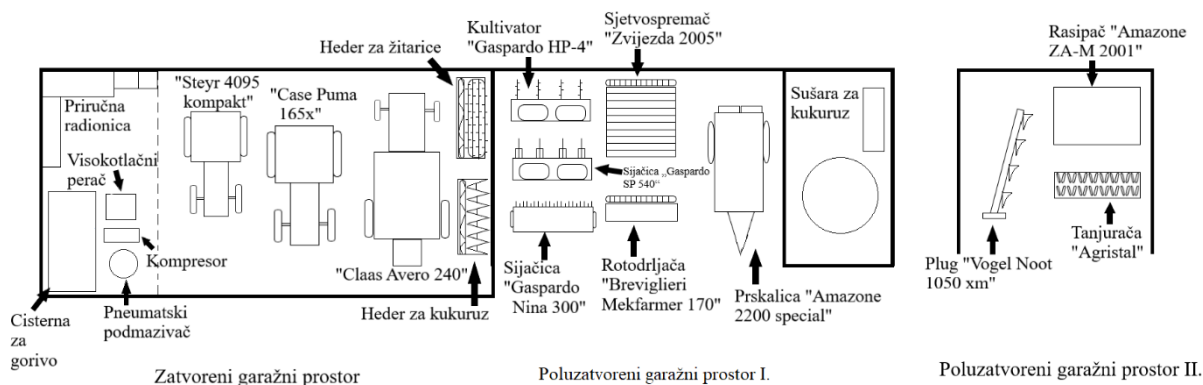 Heder za žitarice
Kultivator
"Gaspardo HP-4"
Sjetvospremač
"Zvijezda 2005"
Rasipač "Amazone
ZA-M 2001"
Priručna
radionica
"Steyr 4095
kompakt"
"Case Puma
165x"
Sušara za
kukuruz
Visokotlačni
perač
Sijačica „Gaspardo
SP 540“
Kompresor
"Claas Avero 240"
Sijačica
"Gaspardo
Nina 300"
Rotodrljača
"Breviglieri
Mekfarmer 170"
Prskalica "Amazone
2200 special"
Plug "Vogel Noot
1050 xm"
Tanjurača
"Agristal"
Cisterna
za
gorivo
Pneumatski
podmazivač
Heder za kukuruz
Zatvoreni garažni prostor
Poluzatvoreni garažni prostor I.
Poluzatvoreni garažni prostor II.